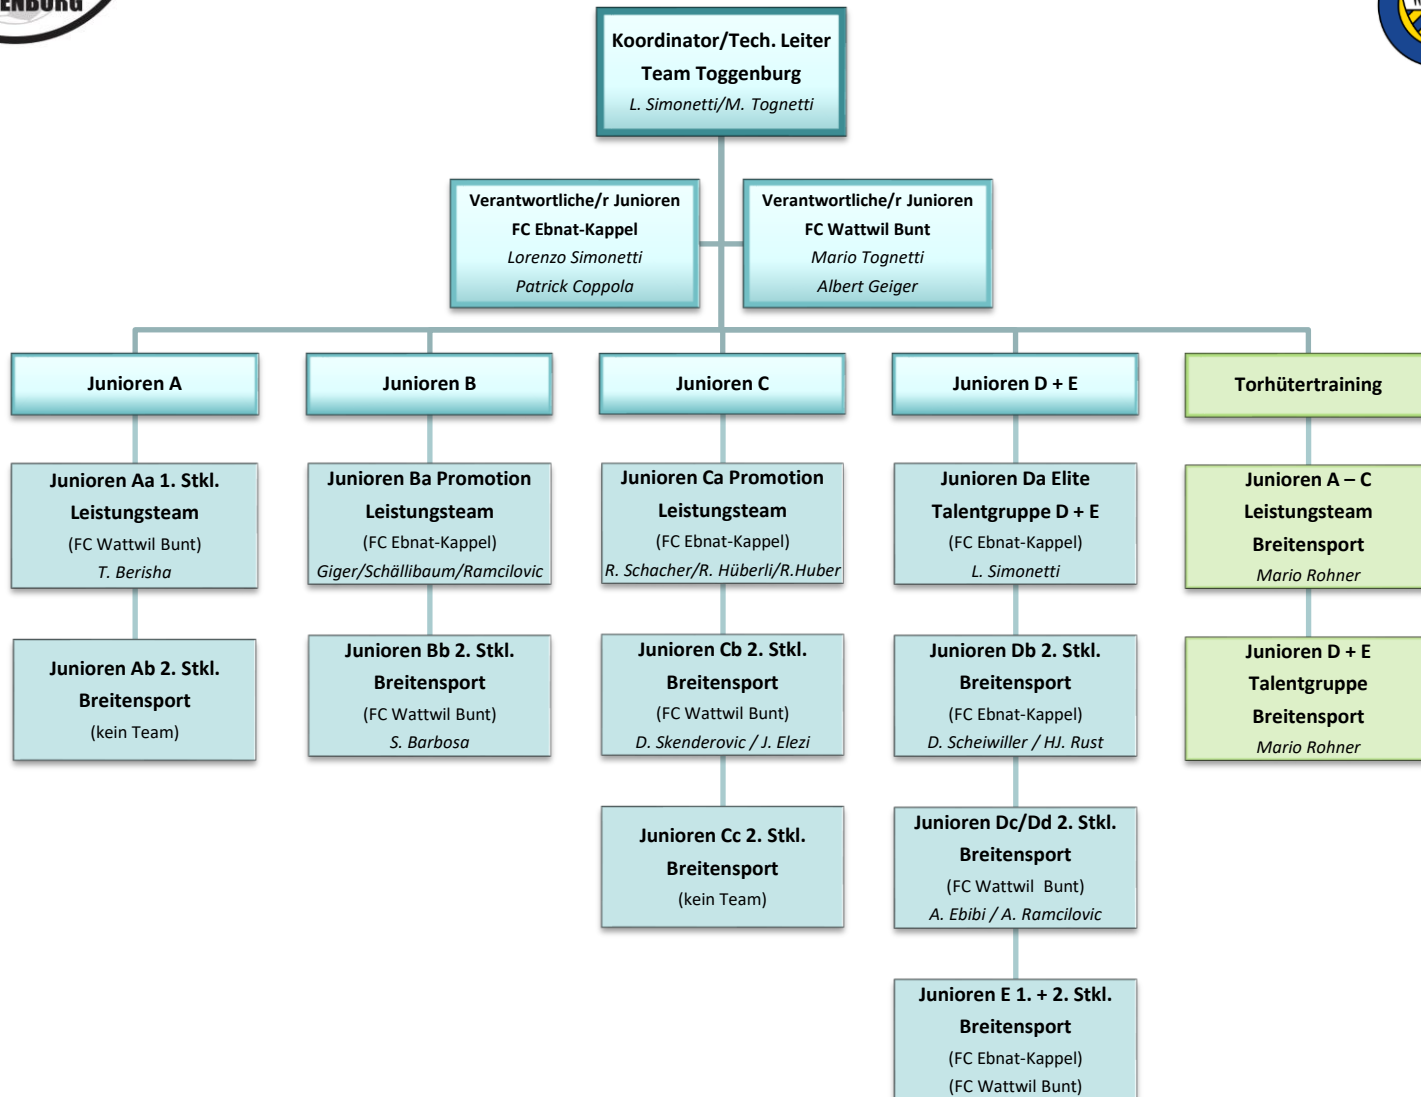 ENBURG
Koordinator/Tech. Leiter
Team Toggenburg
L. Simonetti/M. Tognetti
Verantwortliche/r Junioren
FC Ebnat-Kappel
Lorenzo Simonetti
Patrick Coppola
Verantwortliche/r Junioren
FC Wattwil Bunt
Mario Tognetti
Albert Geiger
Junioren A
Junioren B
Junioren C
Junioren D + E
Torhütertraining
Junioren Aa 1. Stkl.
Leistungsteam
(FC Wattwil Bunt)
T. Berisha
Junioren Ba Promotion
Leistungsteam
(FC Ebnat-Kappel)
Giger/Schällibaum/Ramcilovic
Junioren Ca Promotion
Leistungsteam
(FC Ebnat-Kappel)
R. Schacher/R. Hüberli/R.Huber
Junioren Da Elite
Talentgruppe D + E
(FC Ebnat-Kappel)
L. Simonetti
Junioren A – C
Leistungsteam
Breitensport
Mario Rohner
Junioren Ab 2. Stkl.
Breitensport
(kein Team)
Junioren Bb 2. Stkl.
Breitensport
(FC Wattwil Bunt)
S. Barbosa
Junioren Cb 2. Stkl.
Breitensport
(FC Wattwil Bunt)
D. Skenderovic / J. Elezi
Junioren Db 2. Stkl.
Breitensport
(FC Ebnat-Kappel)
D. Scheiwiller / HJ. Rust
Junioren D + E
Talentgruppe
Breitensport
Mario Rohner
Junioren Cc 2. Stkl.
Breitensport
(kein Team)
Junioren Dc/Dd 2. Stkl.
Breitensport
(FC Wattwil  Bunt)
A. Ebibi / A. Ramcilovic
Junioren E 1. + 2. Stkl.
Breitensport
(FC Ebnat-Kappel)
(FC Wattwil Bunt)